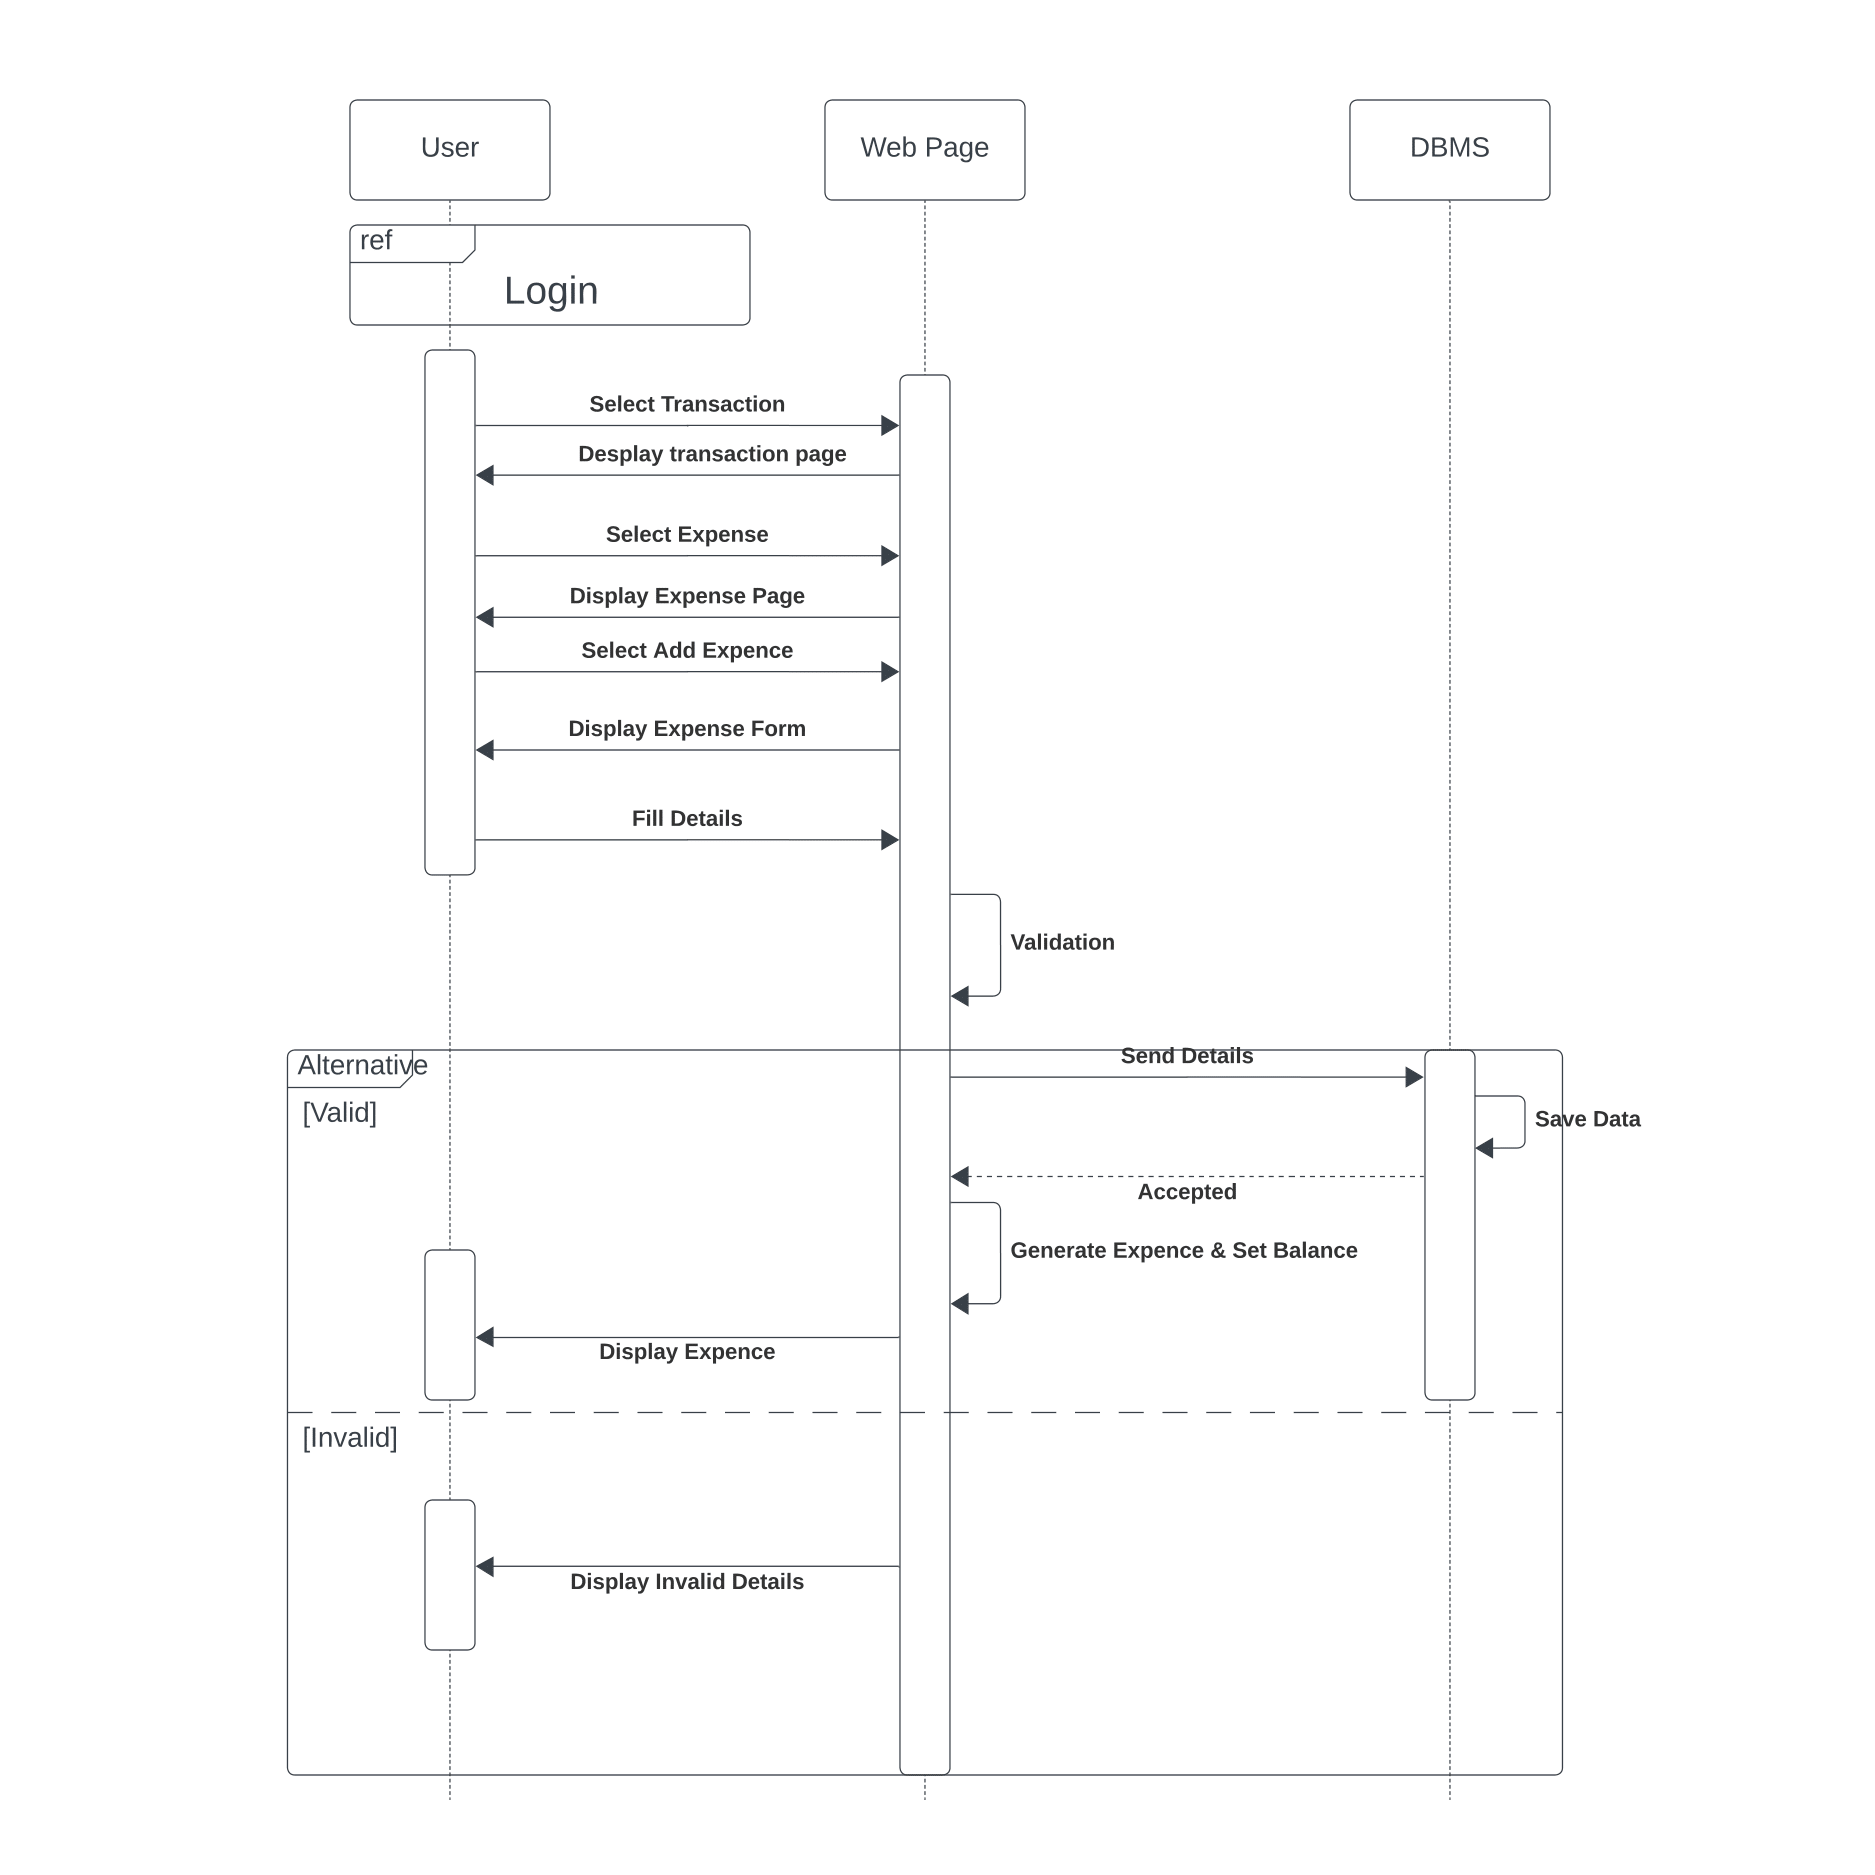 User
Web Page
DBMS
ref
Login
Select Transaction
Desplay transaction page
Select Expense
Display Expense Page
Select Add Expence
Display Expense Form
Fill Details
Validation
Alternative
Send Details
[Valid]
Save Data
Accepted
Generate Expence & Set Balance
Display Expence
[Invalid]
Display Invalid Details